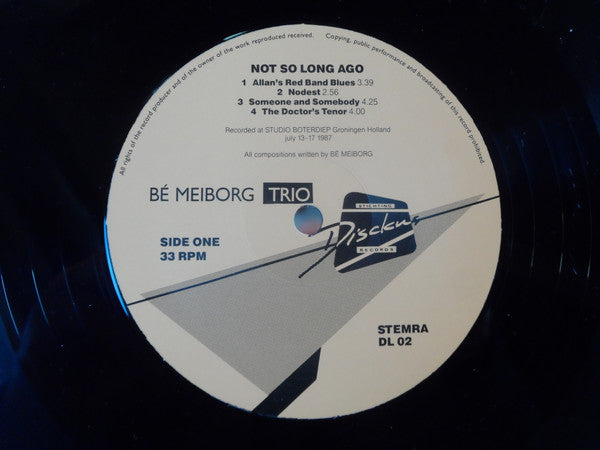 All rights of the record producer and of the owner of the work reproduced received. Copying, public performance and broadcasting of this record prohibited.
NOT SO LONG AGO
1 Allan's Red Band Blues 3.39
2 Nodest 2.56
3 Someone and Somebody 4.25
4 The Doctor's Tenor 4.00
Recorded at STUDIO BOTERDIEP Groningen Holland
july 13-17 1987
All compositions written by BÉ MEIBORG
BÉ MEIBORG TRIO
STICHTING
RECORDS
SIDE ONE
33 RPM
STEMRA
DL 02